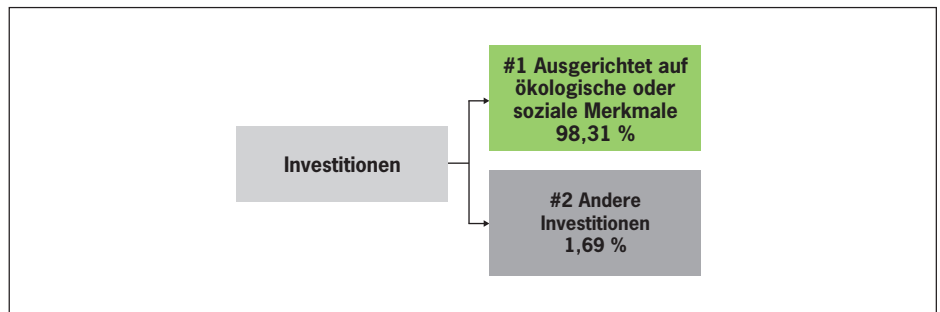 #1 Ausgerichtet auf
ökologische oder
soziale Merkmale
98,31 %
Investitionen
#2 Andere
Investitionen
1,69 %